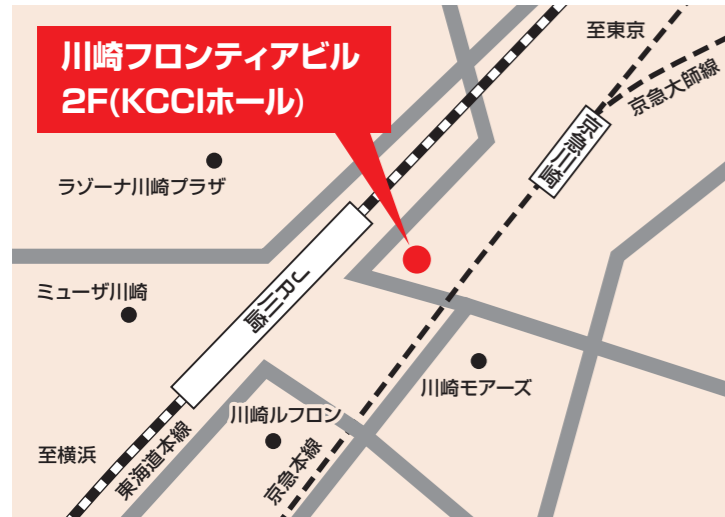 川崎フロンティアビル
2F(KCCIホール)
至東京
京急大師線
京急川崎
ラゾーナ川崎プラザ
JR川崎
ミューザ川崎
川崎モアーズ
川崎ルフロン
至横浜
東海道本線
京急本線